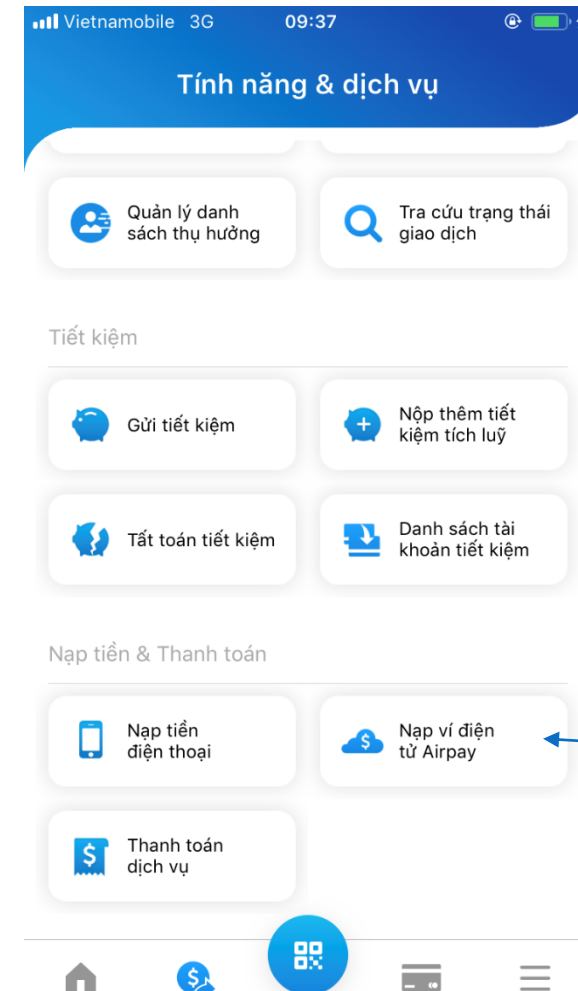 Vietnamobile 3G 09:37
Tính năng & dịch vụ
Quản lý danh
sách thụ hưởng
Tra cứu trạng thái
giao dịch
Tiết kiệm
Gửi tiết kiệm
Nộp thêm tiết
kiệm tích luỹ
Tất toán tiết kiệm
Danh sách tài
khoản tiết kiệm
Nạp tiền & Thanh toán
Nạp tiền
điện thoại
Nạp ví điện
tử Airpay
Thanh toán
dịch vụ